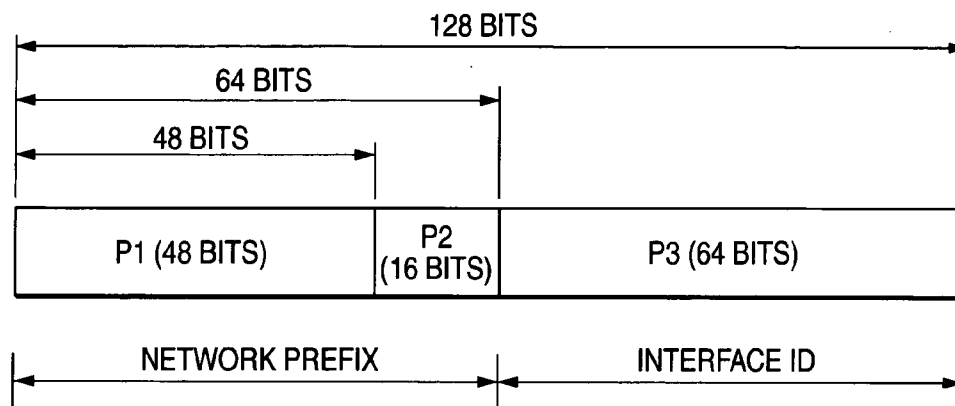 128 BITS
64 BITS
48 BITS
P1 (48 BITS)
P2
(16 BITS)
P3 (64 BITS)
NETWORK PREFIX
INTERFACE ID